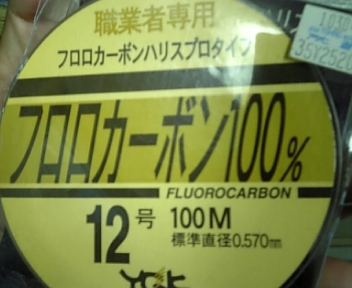 職業者専用
フロロカーボンハリスプロタイプ
フロロカーボン100%
FLUOROCARBON
12号 100M
標準直径0.570mm
35X2520